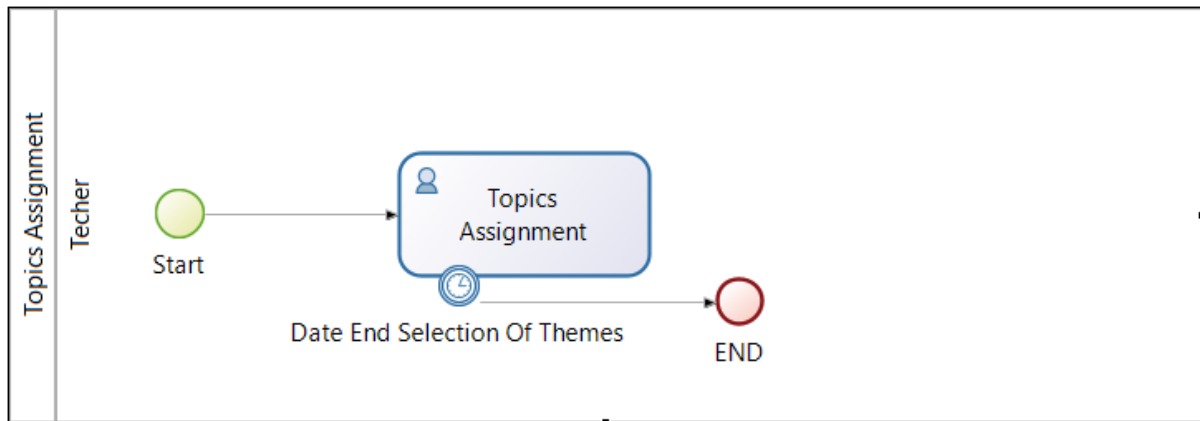 Topics Assignment
Techer
Start
Topics
Assignment
Date End Selection Of Themes
END